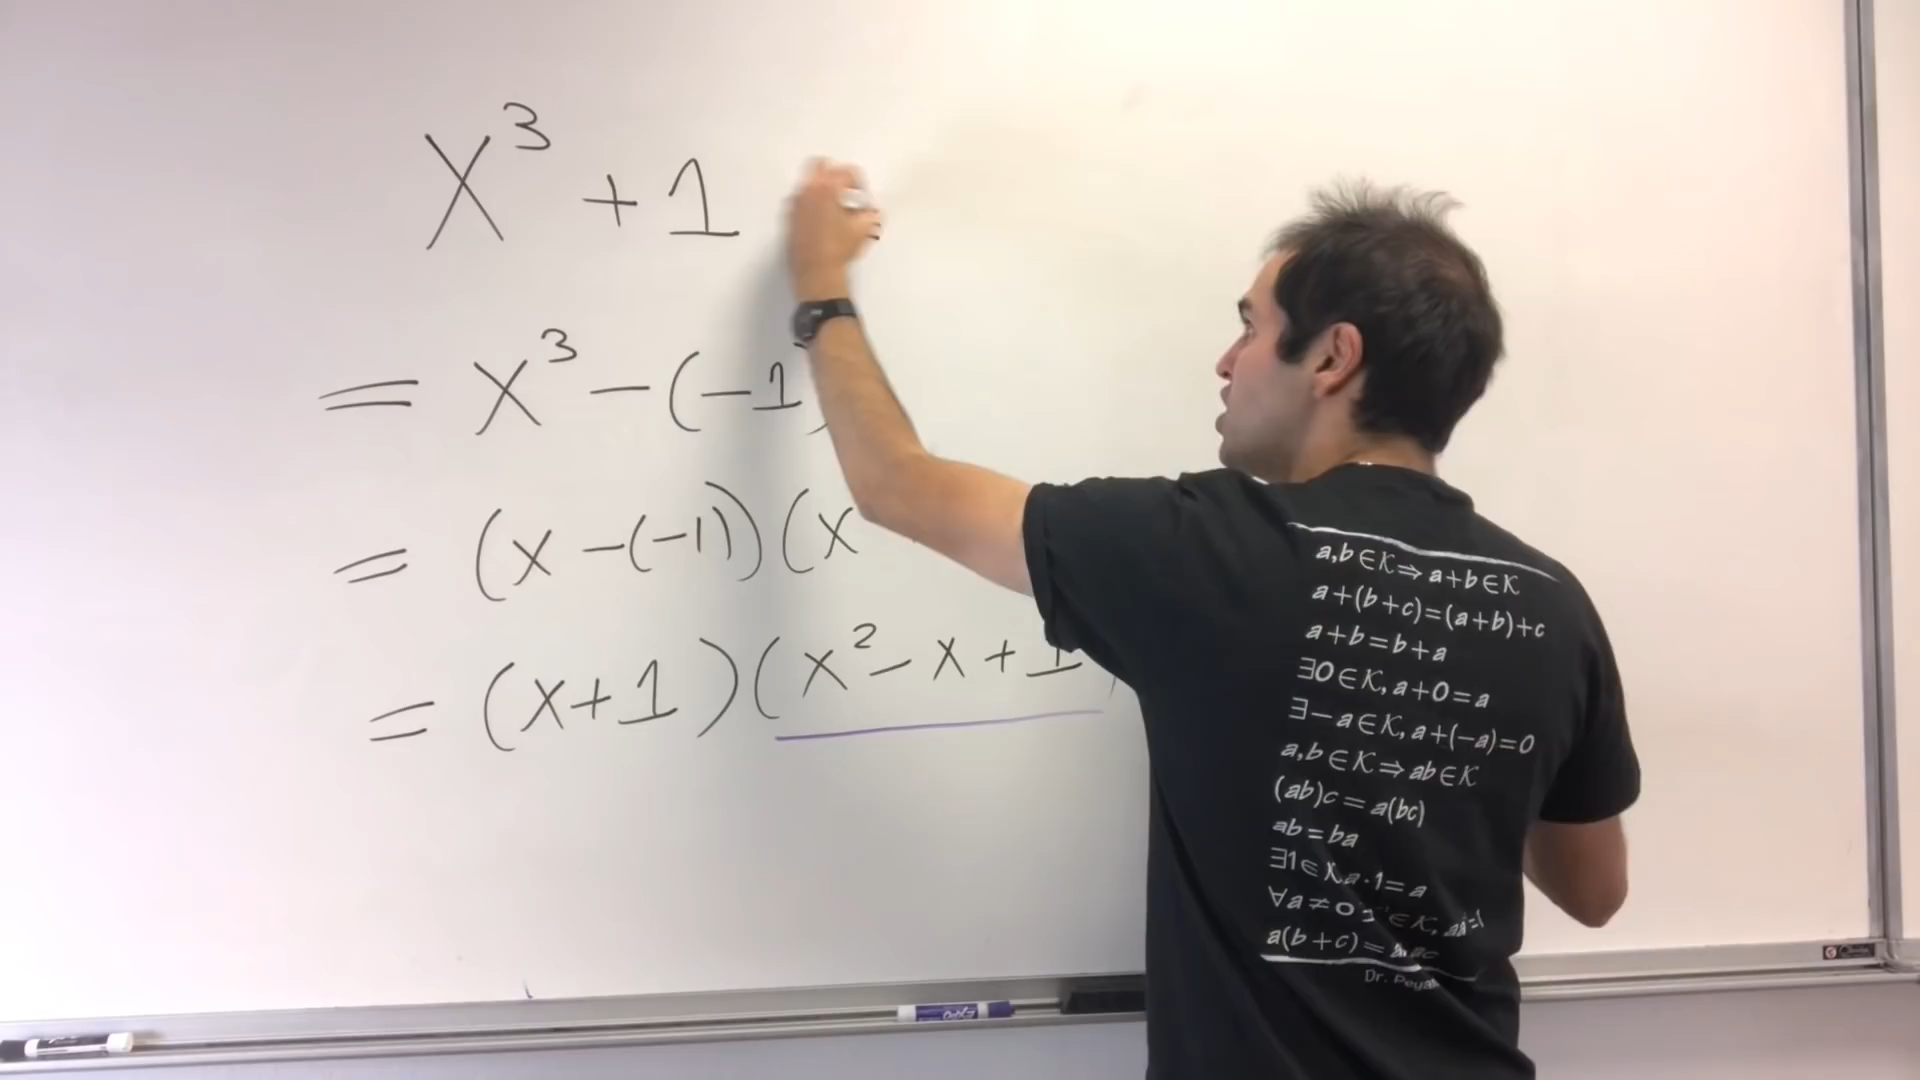 x³ + 1
= x³ - (-1)
= (x - (-1))(x
= (x+1)(x² - x + 1)
a,b ∈ K ⇒ a+b ∈ K
a+(b+c)=(a+b)+c
a+b=b+a
∃0 ∈ K, a+0=a
∃-a ∈ K, a+(-a)=0
a,b ∈ K ⇒ ab ∈ K
(ab)c = a(bc)
ab = ba
∃1 ∈ K a·1 = a
∀a ≠ 0 ∈ K,
a(b+c) =
Dr.
EXPO